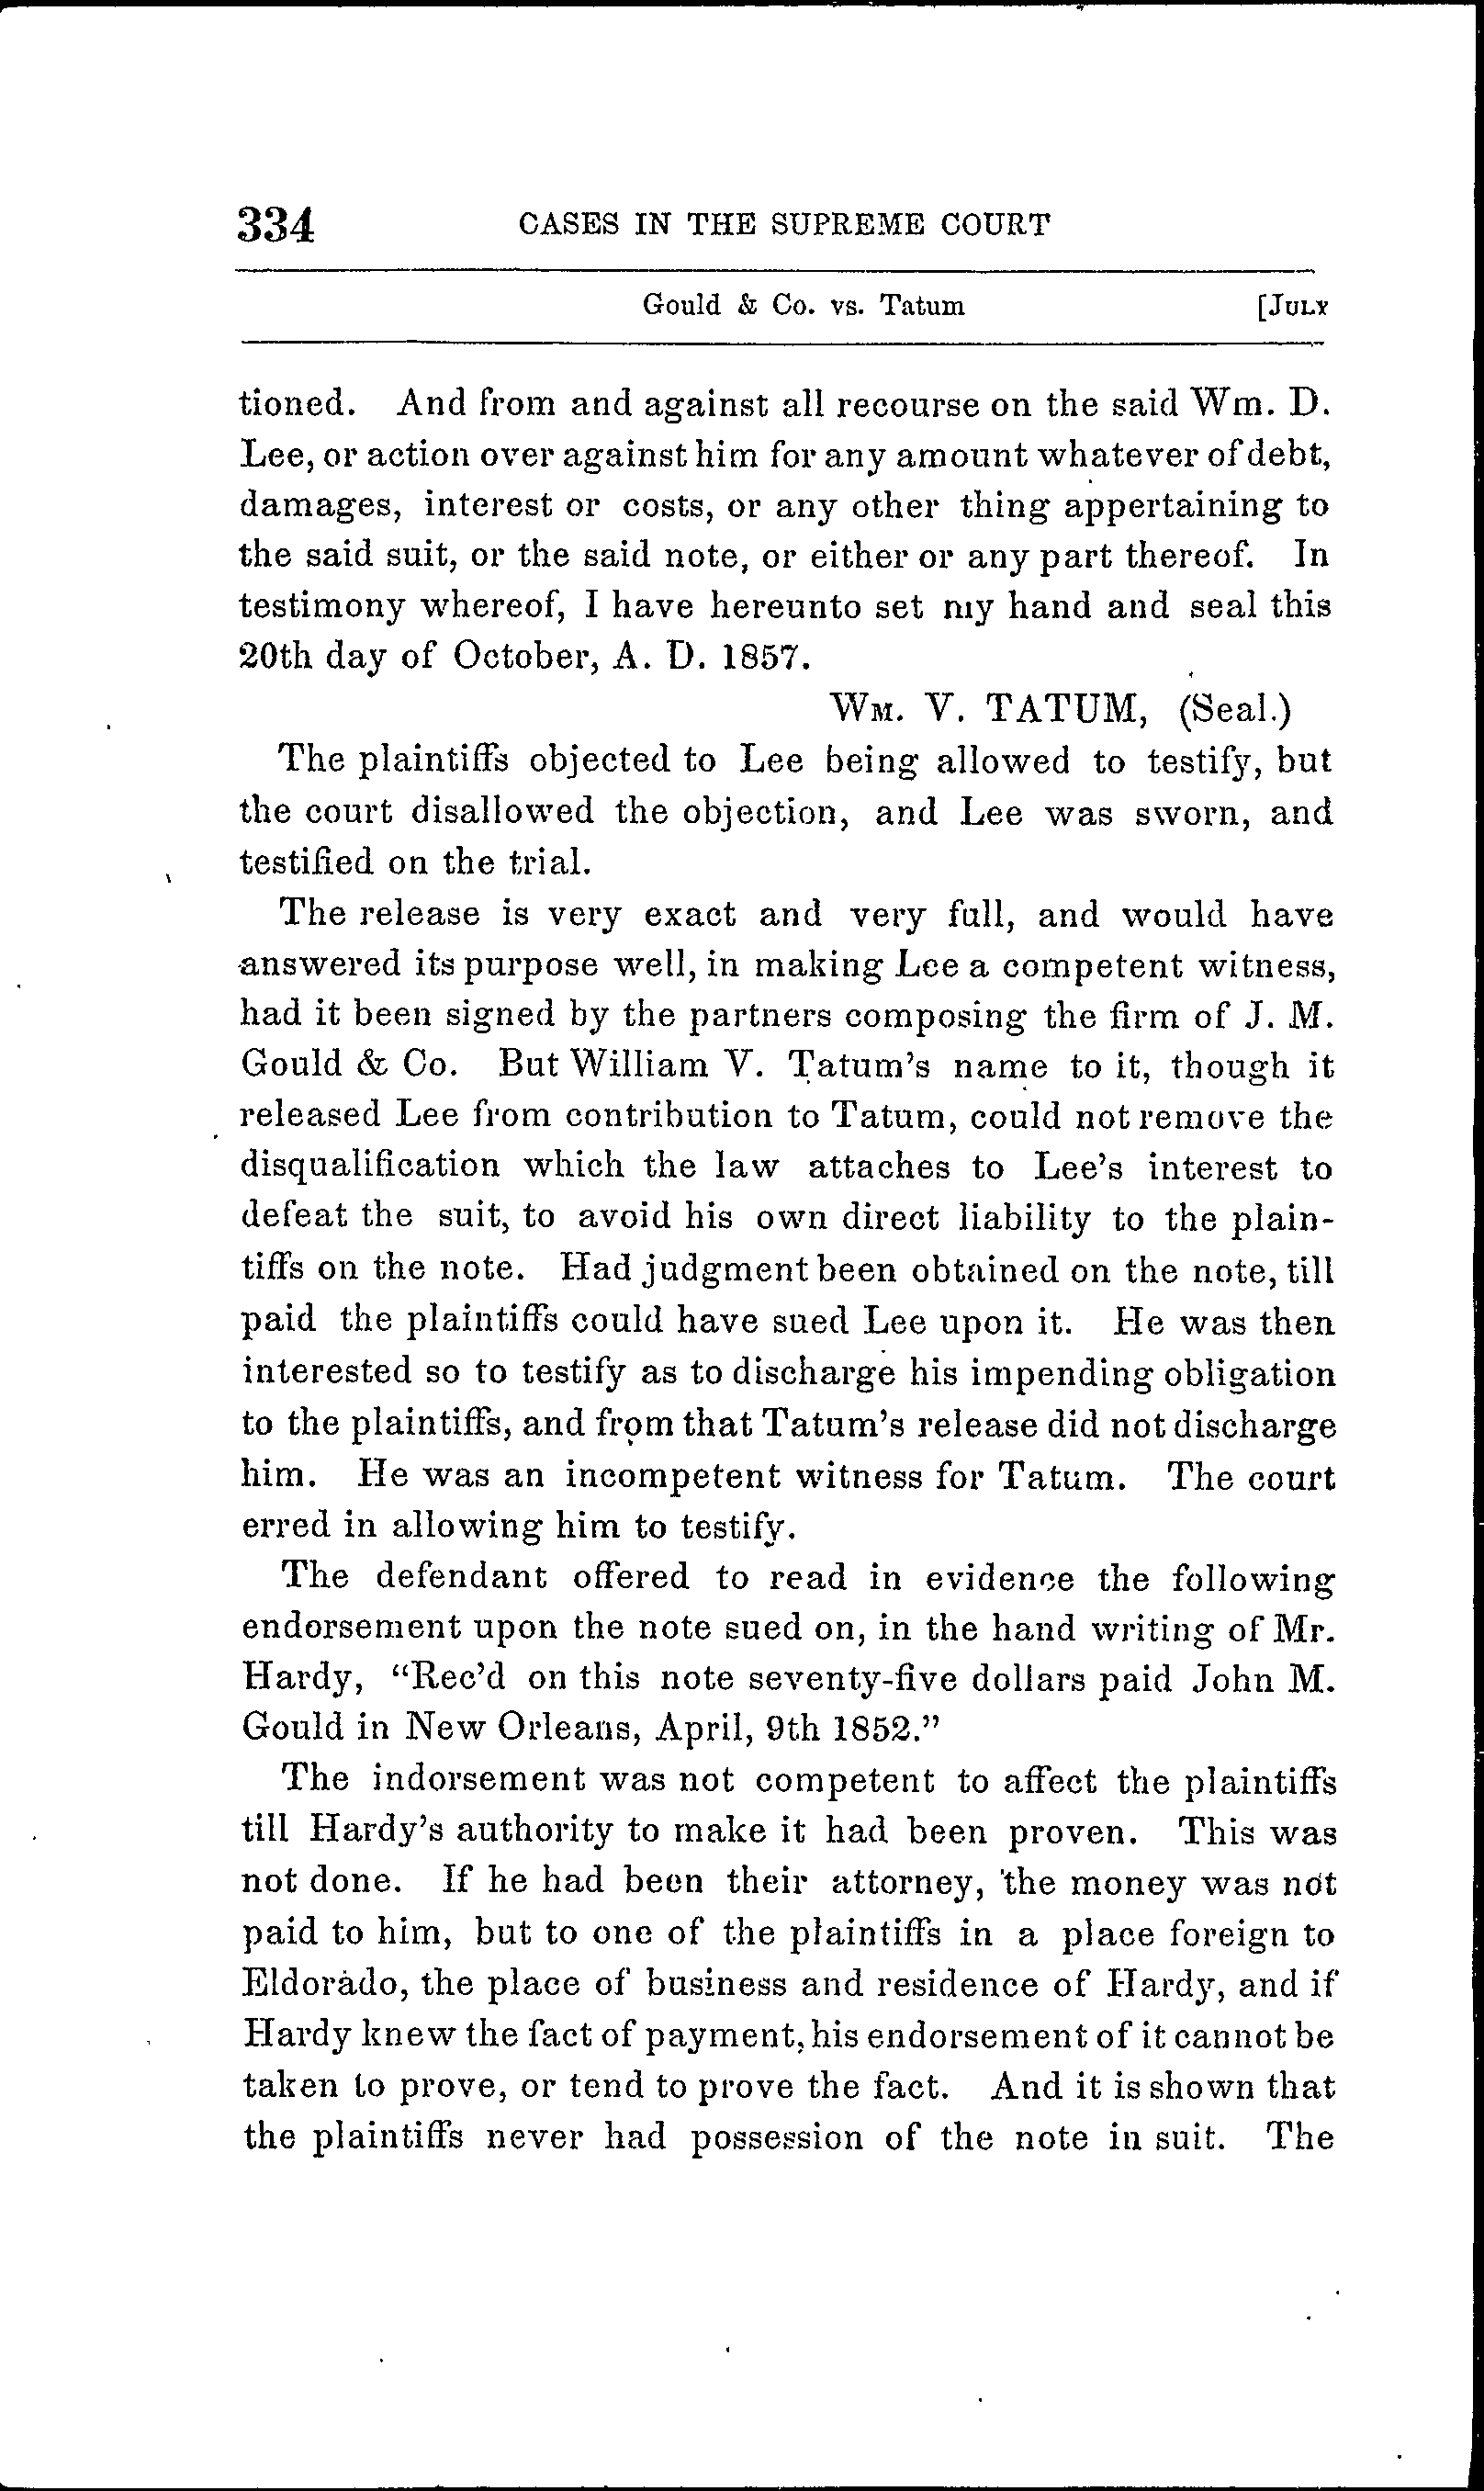 334 CASES IN THE SUPREME COURT
Gould & Co. vs. Tatum [JULY
tioned. And from and against all recourse on the said Wm. D.
Lee, or action over against him for any amount whatever of debt,
damages, interest or costs, or any other thing appertaining to
the said suit, or the said note, or either or any part thereof. In
testimony whereof, I have hereunto set my hand and seal this
20th day of October, A. D. 1857.
WM. V. TATUM, (Seal.)
The plaintiffs objected to Lee being allowed to testify, but
the court disallowed the objection, and Lee was sworn, and
testified on the trial.
The release is very exact and very full, and would have
answered its purpose well, in making Lee a competent witness,
had it been signed by the partners composing the firm of J. M.
Gould & Co. But William V. Tatum's name to it, though it
released Lee from contribution to Tatum, could not remove the
disqualification which the law attaches to Lee's interest to
defeat the suit, to avoid his own direct liability to the plain-
tiffs on the note. Had judgment been obtained on the note, till
paid the plaintiffs could have sued Lee upon it. He was then
interested so to testify as to discharge his impending obligation
to the plaintiffs, and from that Tatum's release did not discharge
him. He was an incompetent witness for Tatum. The court
erred in allowing him to testify.
The defendant offered to read in evidence the following
endorsement upon the note sued on, in the hand writing of Mr.
Hardy, "Rec'd on this note seventy-five dollars paid John M.
Gould in New Orleans, April, 9th 1852."
The indorsement was not competent to affect the plaintiffs
till Hardy's authority to make it had been proven. This was
not done. If he had been their attorney, the money was not
paid to him, but to one of the plaintiffs in a place foreign to
Eldorado, the place of business and residence of Hardy, and if
Hardy knew the fact of payment, his endorsement of it cannot be
taken to prove, or tend to prove the fact. And it is shown that
the plaintiffs never had possession of the note in suit. The